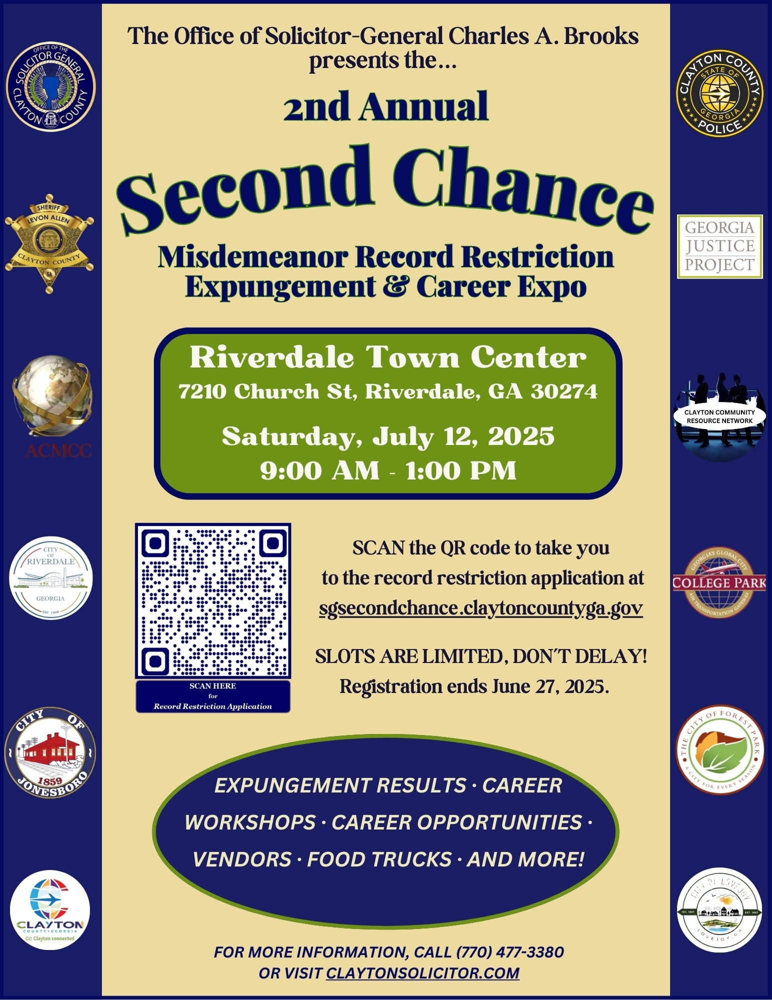 The Office of Solicitor-General Charles A. Brooks
presents the...
2nd Annual
Second Chance
Misdemeanor Record Restriction
Expungement & Career Expo
Riverdale Town Center
7210 Church St, Riverdale, GA 30274
Saturday, July 12, 2025
9:00 AM - 1:00 PM
SCAN the QR code to take you
to the record restriction application at
sgsecondchance.claytoncountyga.gov
SLOTS ARE LIMITED, DON'T DELAY!
Registration ends June 27, 2025.
SCAN HERE
for
Record Restriction Application
EXPUNGEMENT RESULTS · CAREER
WORKSHOPS · CAREER OPPORTUNITIES ·
VENDORS · FOOD TRUCKS · AND MORE!
FOR MORE INFORMATION, CALL (770) 477-3380
OR VISIT CLAYTONSOLICITOR.COM
OFFICE OF THE
SOLICITOR GENERAL
CLAYTON COUNTY
SHERIFF
LEVON ALLEN
CLAYTON COUNTY
GA
ACMCC
CITY
OF
RIVERDALE
GEORGIA
EST 1908
CITY OF
1859
JONESBORO
CLAYTON
COUNTY • GEORGIA
Cc: Clayton connected
CLAYTON COUNTY
STATE OF
GEORGIA
POLICE
GEORGIA
JUSTICE
PROJECT
CLAYTON COMMUNITY
RESOURCE NETWORK
GEORGIA'S GLOBAL CITY
COLLEGE PARK
AIR TRANSPORTATION GATEWAY
THE CITY OF FOREST PARK
A CITY FOR EVERY SEASON
CITY OF LOVEJOY
INC. 1891
EST. 1963
LOVEJOY, GA